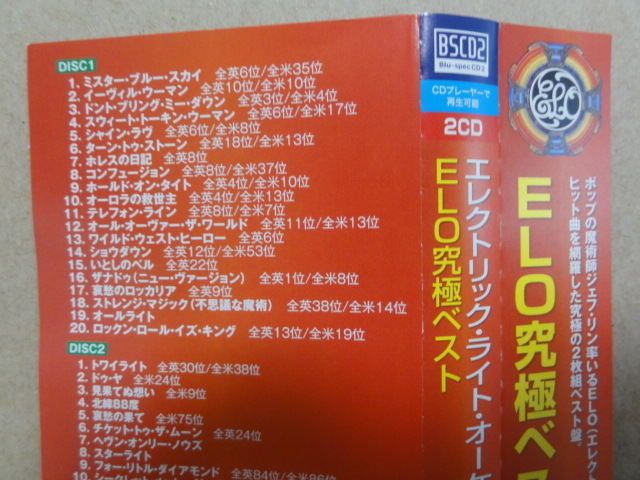 DISC1
1. ミスター・ブルー・スカイ 全英6位/全米35位
2. イーヴィル・ウーマン 全英10位/全米10位
3. ドント・ブリング・ミー・ダウン 全英3位/全米4位
4. スウィート・トーキン・ウーマン 全英6位/全米17位
5. シャイン・ラヴ 全英6位/全米8位
6. ターン・トゥ・ストーン 全英18位/全米13位
7. ホレスの日記 全英8位
8. コンフュージョン 全英8位/全米37位
9. ホールド・オン・タイト 全英4位/全米10位
10. オーロラの救世主 全英4位/全米13位
11. テレフォン・ライン 全英8位/全米7位
12. オール・オーヴァー・ザ・ワールド 全英11位/全米13位
13. ワイルド・ウェスト・ヒーロー 全英6位
14. ショウダウン 全英12位/全米53位
15. いとしのベル 全英22位
16. ザナドゥ(ニュー・ヴァージョン) 全英1位/全米8位
17. 哀愁のロッカリア 全英9位
18. ストレンジ・マジック(不思議な魔術) 全英38位/全米14位
19. オールライト
20. ロックン・ロール・イズ・キング 全英13位/全米19位
DISC2
1. トワイライト 全英30位/全米38位
2. ドゥ・ヤ 全米24位
3. 見果てぬ想い 全米9位
4. 北緯88度
5. 哀愁の果て 全米75位
6. チケット・トゥ・ザ・ムーン 全英24位
7. ヘヴン・オンリー・ノウズ
8. スターライト
9. フォー・リトル・ダイアモンド 全英84位/全米86位
10.
BSCD2
Blu-specCD2
CDプレーヤーで
再生可能
2CD
エレクトリック・ライト・オーケ
ELO究極ベスト
ELO
ポップの魔術師ジェフ・リン率いるELO(エレクト
ヒット曲を網羅した究極の2枚組ベスト盤。
ELO究極ベス